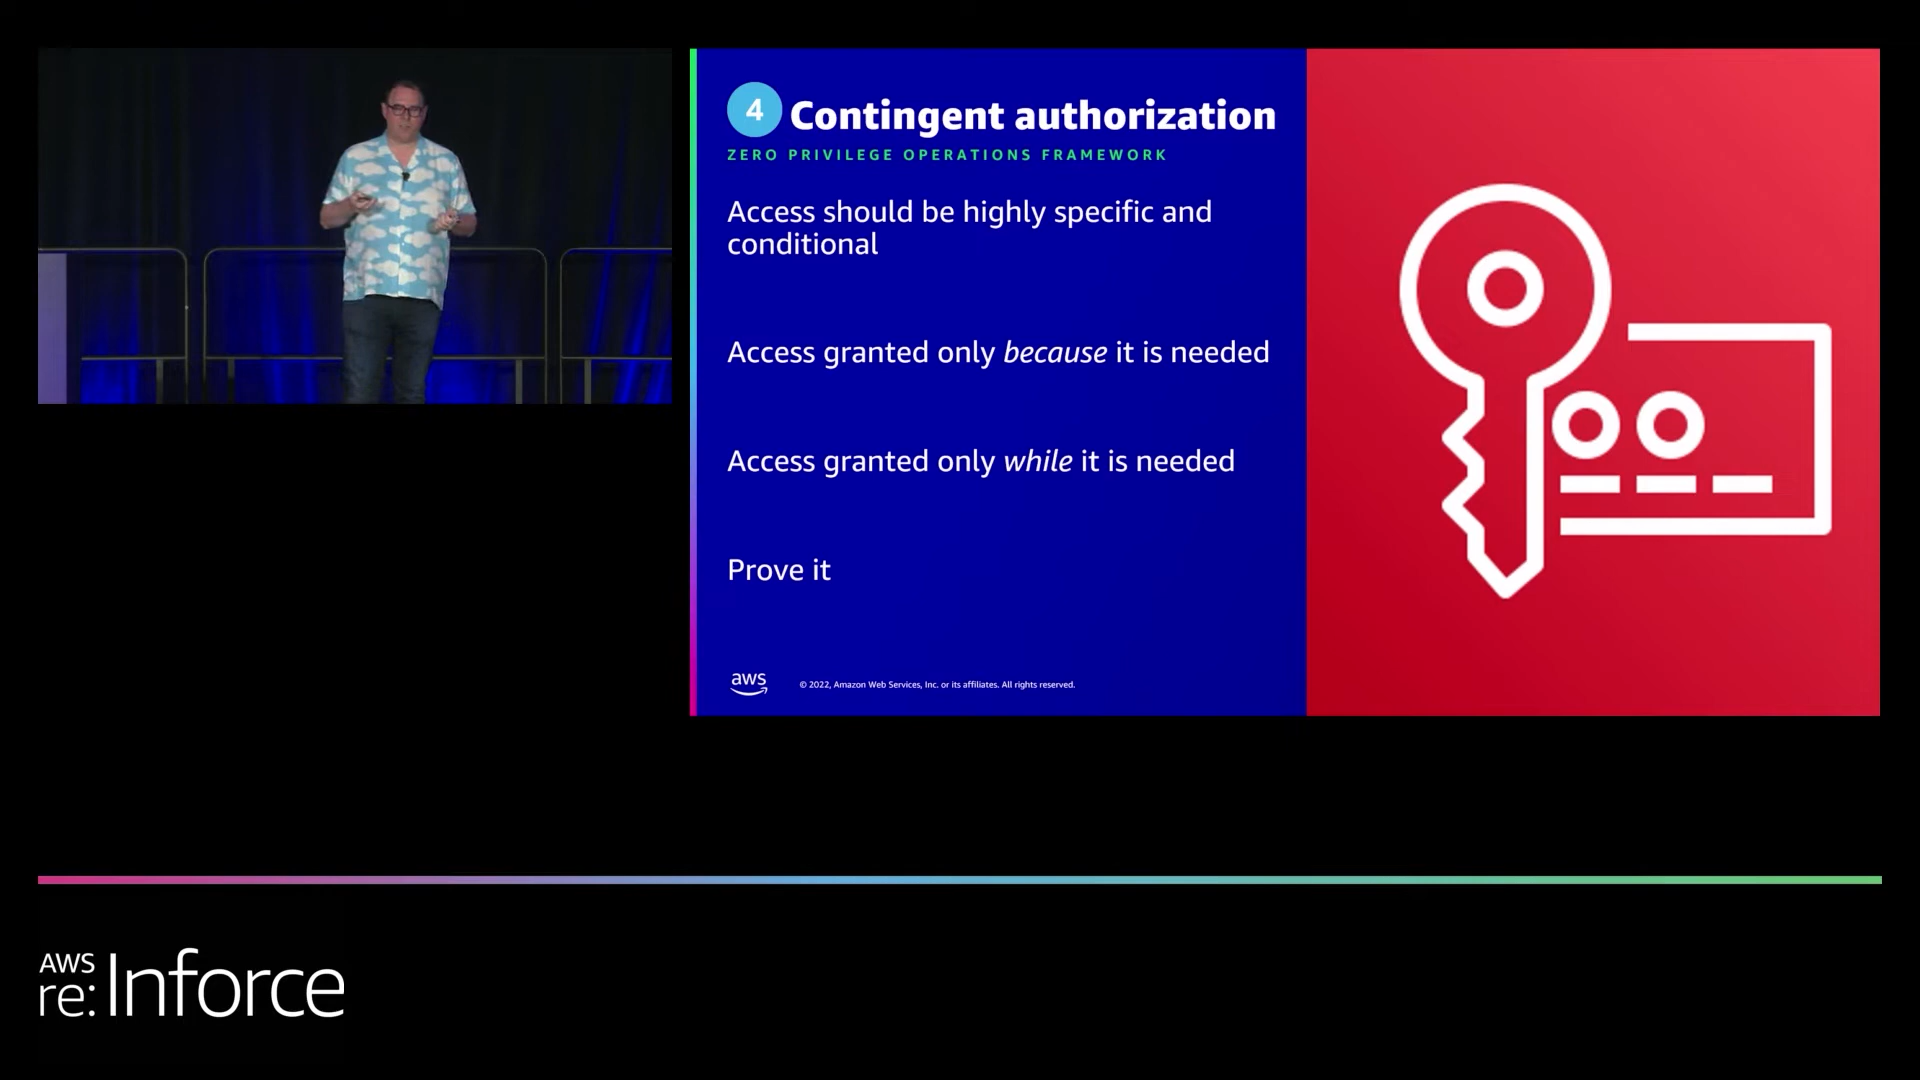 4 Contingent authorization
ZERO PRIVILEGE OPERATIONS FRAMEWORK
Access should be highly specific and
conditional
Access granted only because it is needed
Access granted only while it is needed
Prove it
aws
© 2022, Amazon Web Services, Inc. or its affiliates. All rights reserved.
AWS
re:Inforce